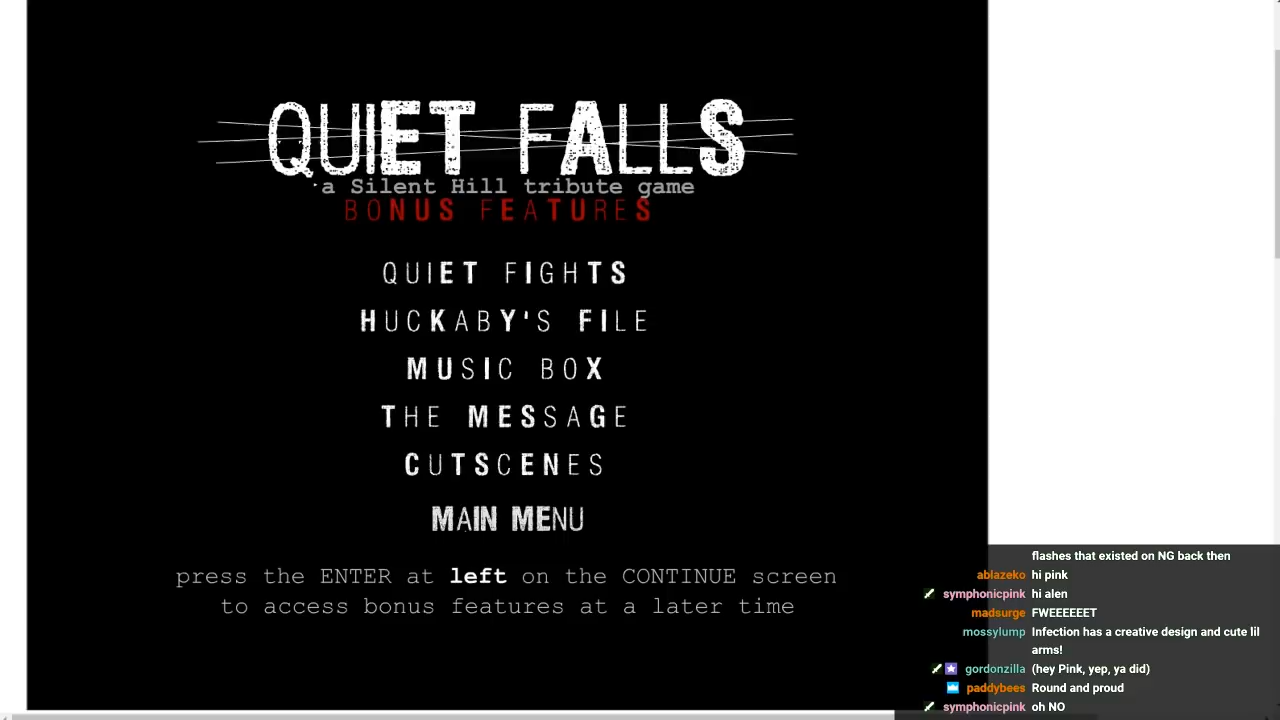 QUIET FALLS
a Silent Hill tribute game
BONUS FEATURES
QUIET FIGHTS
HUCKABY'S FILE
MUSIC BOX
THE MESSAGE
CUTSCENES
MAIN MENU
press the ENTER at left on the CONTINUE screen
to access bonus features at a later time
flashes that existed on NG back then
ablazeko hi pink
symphonicpink hi alen
madsurge FWEEEEEET
mossylump Infection has a creative design and cute lil
arms!
gordonzilla (hey Pink, yep, ya did)
paddybees Round and proud
symphonicpink oh NO